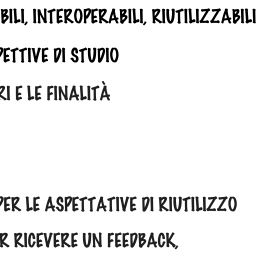 BILI, INTEROPERABILI, RIUTILIZZABILI
PETTIVE DI STUDIO
RI E LE FINALITÀ
PER LE ASPETTATIVE DI RIUTILIZZO
R RICEVERE UN FEEDBACK,